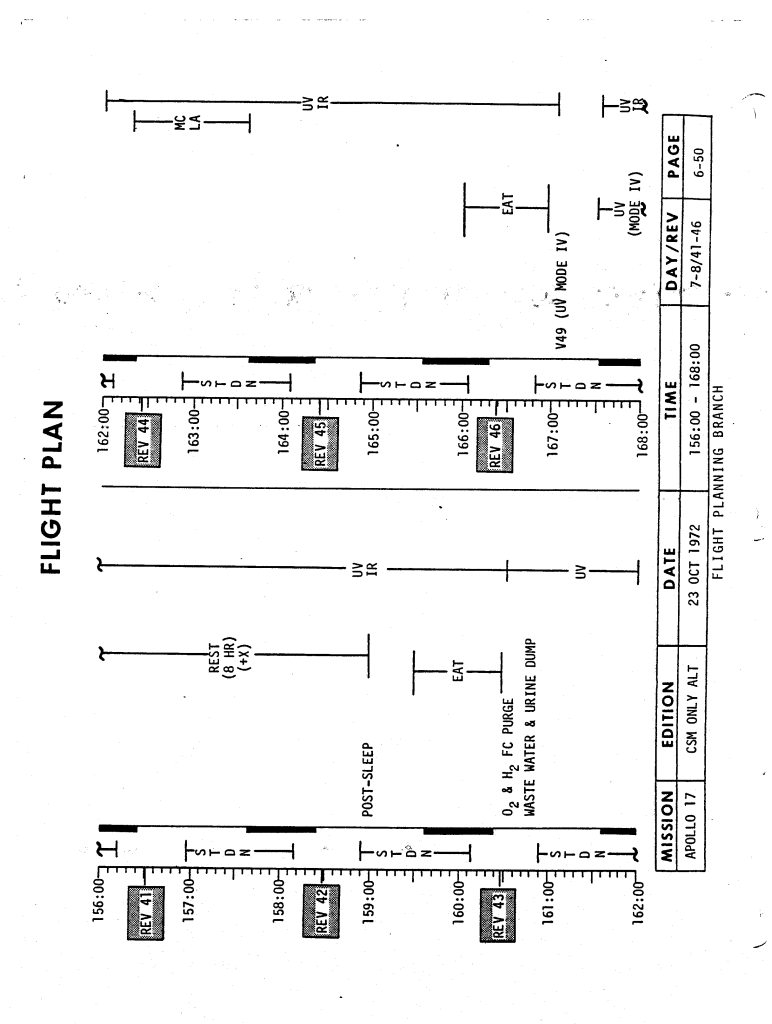 FLIGHT PLAN
156:00
REV 41
157:00
158:00
REV 42
159:00
160:00
REV 43
161:00
162:00
STDN
STDN
STDN
POST-SLEEP
O2 & H2 FC PURGE
WASTE WATER & URINE DUMP
REST
(8 HR)
(+X)
EAT
UV
IR
UV
162:00
REV 44
163:00
164:00
REV 45
165:00
166:00
REV 46
167:00
168:00
STDN
STDN
STDN
V49 (UV MODE IV)
EAT
UV
(MODE IV)
MC
LA
UV
IR
UV
IR
MISSION EDITION DATE TIME DAY/REV PAGE
APOLLO 17 CSM ONLY ALT 23 OCT 1972 156:00 - 168:00 7-8/41-46 6-50
FLIGHT PLANNING BRANCH